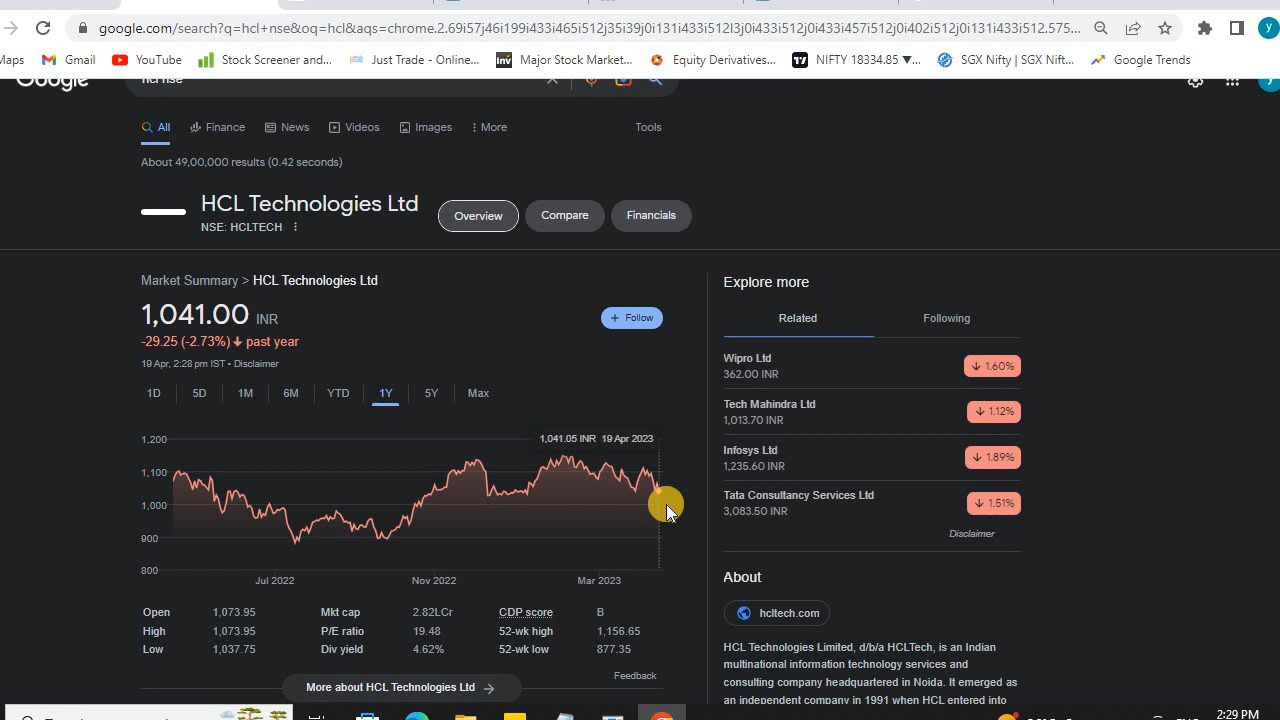 google.com/search?q=hcl+nse&oq=hcl&aqs=chrome.2.69i57j46i199i433i465i512j35i39j0i131i433i512l3j0i433i512j0i433i457i512j0i402i512j0i131i433i512.575...
y
Maps Gmail YouTube Stock Screener and... Just Trade - Online... Major Stock Market... Equity Derivatives... NIFTY 18334.85 ▼... SGX Nifty | SGX Nift... Google Trends
Google hcl nse
All Finance News Videos Images More Tools
About 49,00,000 results (0.42 seconds)
HCL Technologies Ltd
NSE: HCLTECH
Overview Compare Financials
Market Summary > HCL Technologies Ltd
1,041.00 INR
+ Follow
-29.25 (-2.73%) ↓ past year
19 Apr, 2:28 pm IST • Disclaimer
1D 5D 1M 6M YTD 1Y 5Y Max
1,041.05 INR 19 Apr 2023
1,200
1,100
1,000
900
800
Jul 2022 Nov 2022 Mar 2023
Open 1,073.95 Mkt cap 2.82LCr CDP score B
High 1,073.95 P/E ratio 19.48 52-wk high 1,156.65
Low 1,037.75 Div yield 4.62% 52-wk low 877.35
Feedback
More about HCL Technologies Ltd →
Explore more
Related Following
Wipro Ltd
362.00 INR
↓ 1.60%
Tech Mahindra Ltd
1,013.70 INR
↓ 1.12%
Infosys Ltd
1,235.60 INR
↓ 1.89%
Tata Consultancy Services Ltd
3,083.50 INR
↓ 1.51%
Disclaimer
About
hcltech.com
HCL Technologies Limited, d/b/a HCLTech, is an Indian
multinational information technology services and
consulting company headquartered in Noida. It emerged as
an independent company in 1991 when HCL entered into
2:29 PM